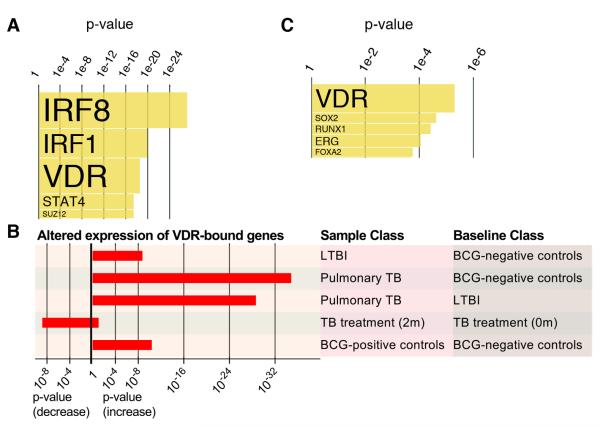 A
p-value
1 1e-4 1e-8 1e-12 1e-16 1e-20 1e-24
IRF8
IRF1
VDR
STAT4
SUZ12
C
p-value
1 1e-2 1e-4 1e-6
VDR
SOX2
RUNX1
ERG
FOXA2
B
Altered expression of VDR-bound genes Sample Class Baseline Class
LTBI BCG-negative controls
Pulmonary TB BCG-negative controls
Pulmonary TB LTBI
TB treatment (2m) TB treatment (0m)
BCG-positive controls BCG-negative controls
10-8 10-4 1 10-4 10-8 10-16 10-24 10-32
p-value p-value
(decrease) (increase)